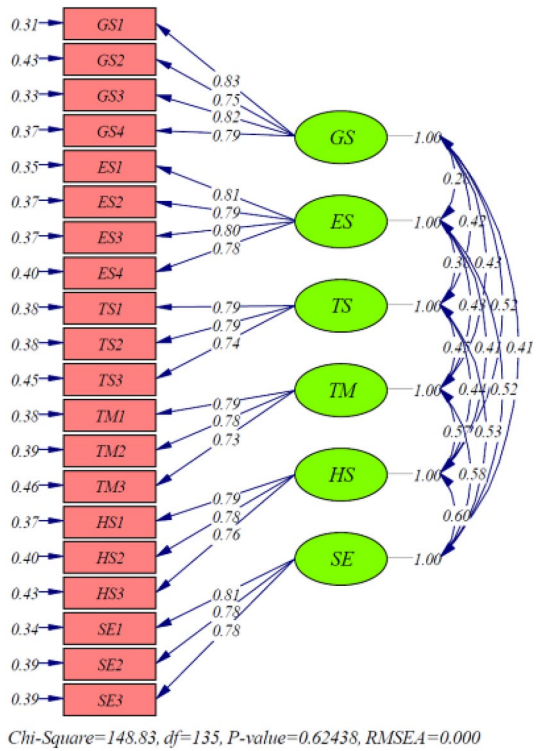 0.31 GS1
0.43 GS2
0.33 GS3
0.37 GS4
0.35 ES1
0.37 ES2
0.37 ES3
0.40 ES4
0.38 TS1
0.38 TS2
0.45 TS3
0.38 TM1
0.39 TM2
0.46 TM3
0.37 HS1
0.40 HS2
0.43 HS3
0.34 SE1
0.39 SE2
0.39 SE3
0.83
0.75
0.82
0.79
0.81
0.79
0.80
0.78
0.79
0.79
0.74
0.79
0.78
0.73
0.79
0.78
0.76
0.81
0.78
0.78
GS 1.00
ES 1.00
TS 1.00
TM 1.00
HS 1.00
SE 1.00
0.42
0.43
0.52
0.41 0.41
0.44 0.52
0.53
0.58
0.60
Chi-Square=148.83, df=135, P-value=0.62438, RMSEA=0.000